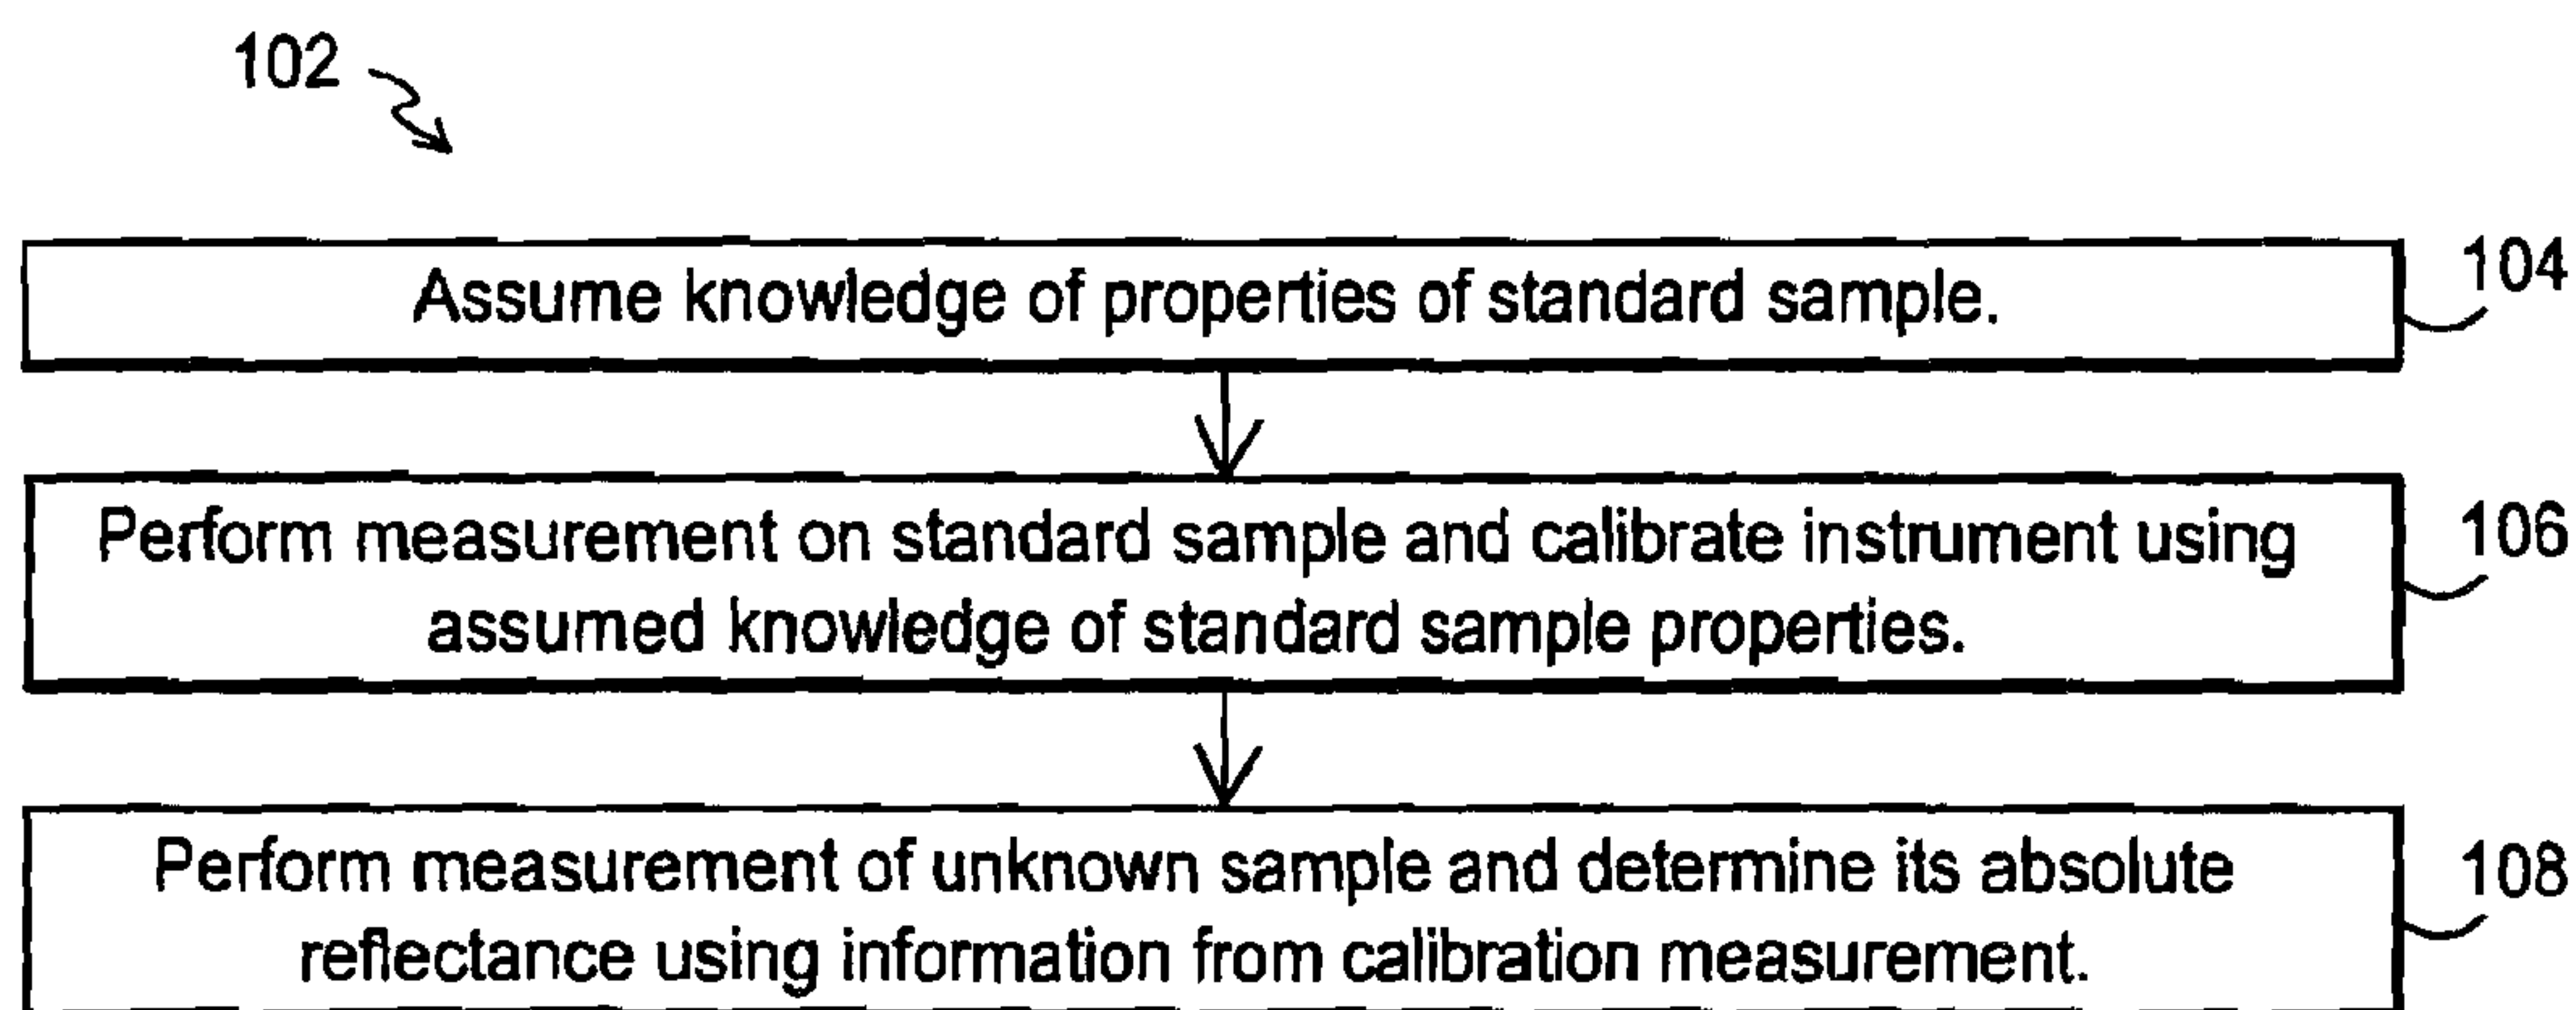 102
Assume knowledge of properties of standard sample.
104
Perform measurement on standard sample and calibrate instrument using
assumed knowledge of standard sample properties.
106
Perform measurement of unknown sample and determine its absolute
reflectance using information from calibration measurement.
108